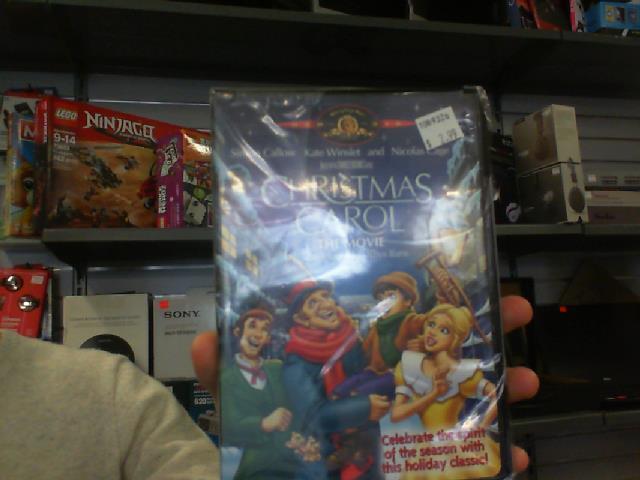 LEGO
NINJAGO
9-14
$ 7.99
Simon Callow Kate Winslet and Nicolas Cage
CHRISTMAS
CAROL
THE MOVIE
SONY
Celebrate the spirit
of the season with
this holiday classic!